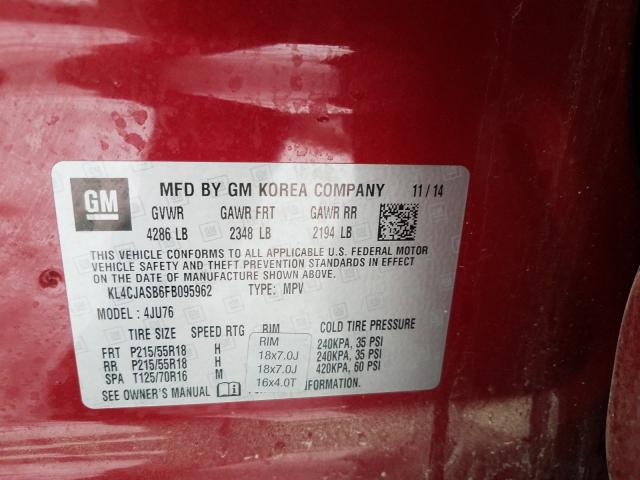 GM MFD BY GM KOREA COMPANY 11/14
GVWR GAWR FRT GAWR RR
4286 LB 2348 LB 2194 LB
THIS VEHICLE CONFORMS TO ALL APPLICABLE U.S. FEDERAL MOTOR
VEHICLE SAFETY AND THEFT PREVENTION STANDARDS IN EFFECT
ON THE DATE OF MANUFACTURE SHOWN ABOVE.
KL4CJASB6FB095962 TYPE: MPV
MODEL: 4JU76
TIRE SIZE SPEED RTG RIM COLD TIRE PRESSURE
RIM
FRT P215/55R18 H 18x7.0J 240KPA, 35 PSI
RR P215/55R18 H 18x7.0J 240KPA, 35 PSI
SPA T125/70R16 M 16x4.0T 420KPA, 60 PSI
SEE OWNER'S MANUAL INFORMATION.